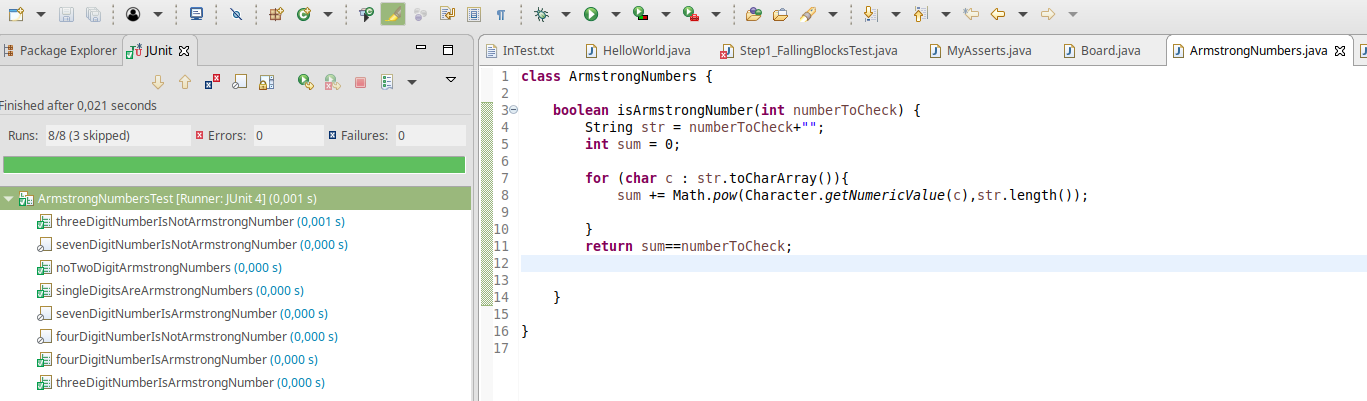 Package Explorer JUnit
Finished after 0,021 seconds
Runs: 8/8 (3 skipped) Errors: 0 Failures: 0
ArmstrongNumbersTest [Runner: JUnit 4] (0,001 s)
threeDigitNumberIsNotArmstrongNumber (0,001 s)
sevenDigitNumberIsNotArmstrongNumber (0,000 s)
noTwoDigitArmstrongNumbers (0,000 s)
singleDigitsAreArmstrongNumbers (0,000 s)
sevenDigitNumberIsArmstrongNumber (0,000 s)
fourDigitNumberIsNotArmstrongNumber (0,000 s)
fourDigitNumberIsArmstrongNumber (0,000 s)
threeDigitNumberIsArmstrongNumber (0,000 s)
InTest.txt HelloWorld.java Step1_FallingBlocksTest.java MyAsserts.java Board.java ArmstrongNumbers.java
1 class ArmstrongNumbers {
2
3 boolean isArmstrongNumber(int numberToCheck) {
4 String str = numberToCheck+"";
5 int sum = 0;
6
7 for (char c : str.toCharArray()){
8 sum += Math.pow(Character.getNumericValue(c),str.length());
9
10 }
11 return sum==numberToCheck;
12
13
14 }
15
16 }
17